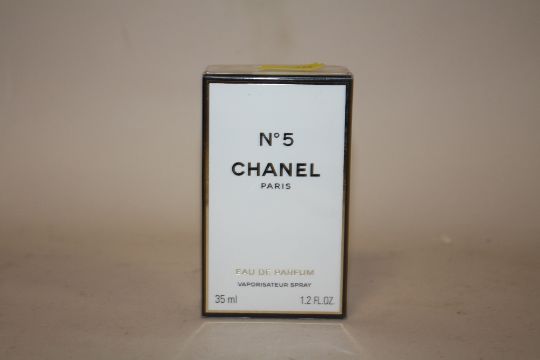 N°5
CHANEL
PARIS
EAU DE PARFUM
VAPORISATEUR SPRAY
35 ml 1.2 FL.OZ.